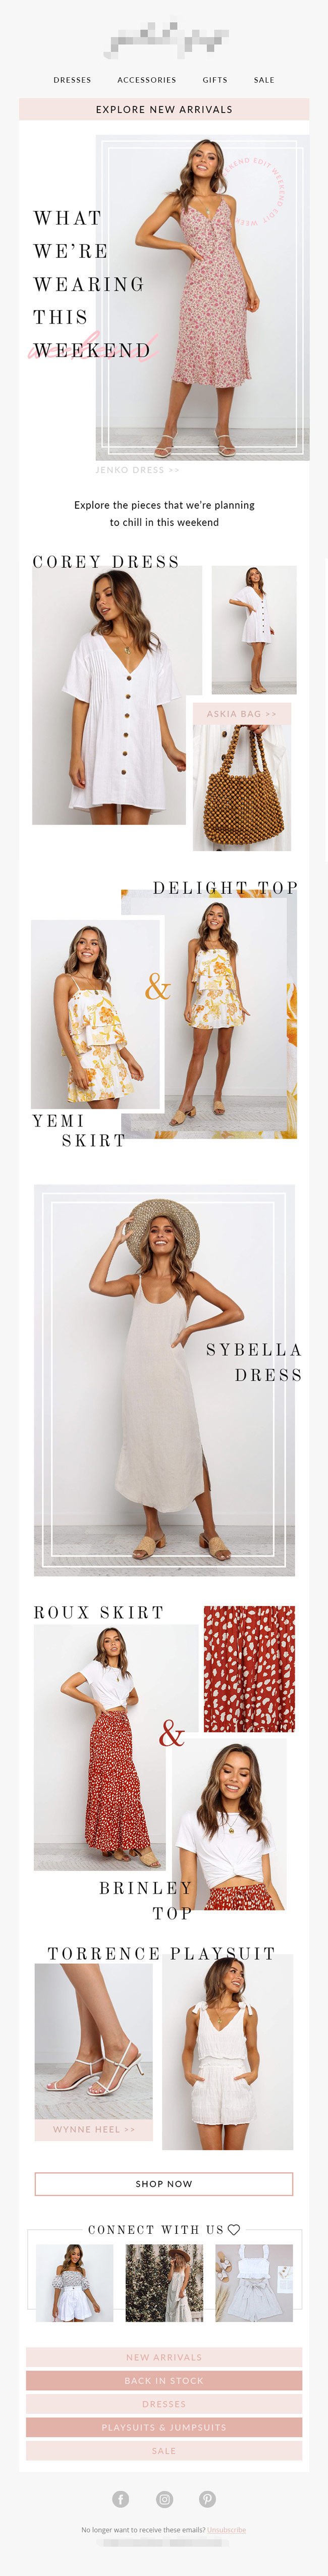 DRESSES ACCESSORIES GIFTS SALE
EXPLORE NEW ARRIVALS
WEEKEND EDIT WEEKEND EDIT
WHAT
WE'RE
WEARING
THIS
WEEKEND
weekend
JENKO DRESS >>
Explore the pieces that we're planning
to chill in this weekend
COREY DRESS
ASKIA BAG >>
DELIGHT TOP
&
YEMI
SKIRT
SYBELLA
DRESS
ROUX SKIRT
&
BRINLEY
TOP
TORRENCE PLAYSUIT
WYNNE HEEL >>
SHOP NOW
CONNECT WITH US
NEW ARRIVALS
BACK IN STOCK
DRESSES
PLAYSUITS & JUMPSUITS
SALE
No longer want to receive these emails? Unsubscribe